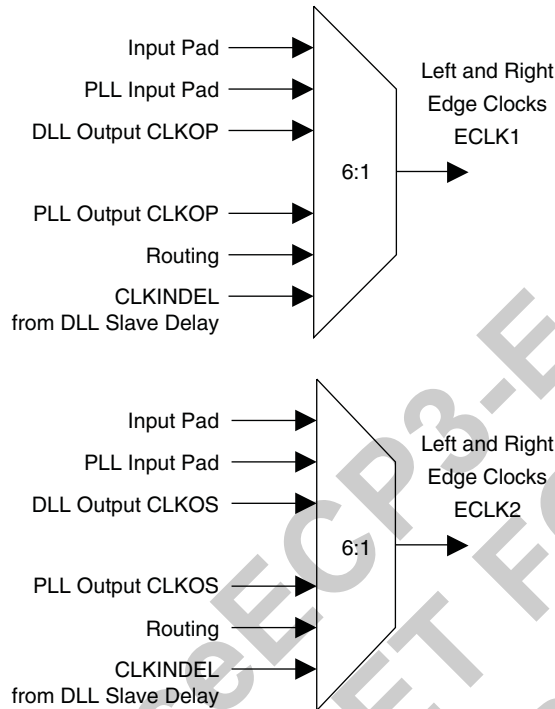 Input Pad
PLL Input Pad
DLL Output CLKOP
PLL Output CLKOP
Routing
CLKINDEL
from DLL Slave Delay
6:1
Left and Right
Edge Clocks
ECLK1
Input Pad
PLL Input Pad
DLL Output CLKOS
PLL Output CLKOS
Routing
CLKINDEL
from DLL Slave Delay
6:1
Left and Right
Edge Clocks
ECLK2
eECP3-E
ET F